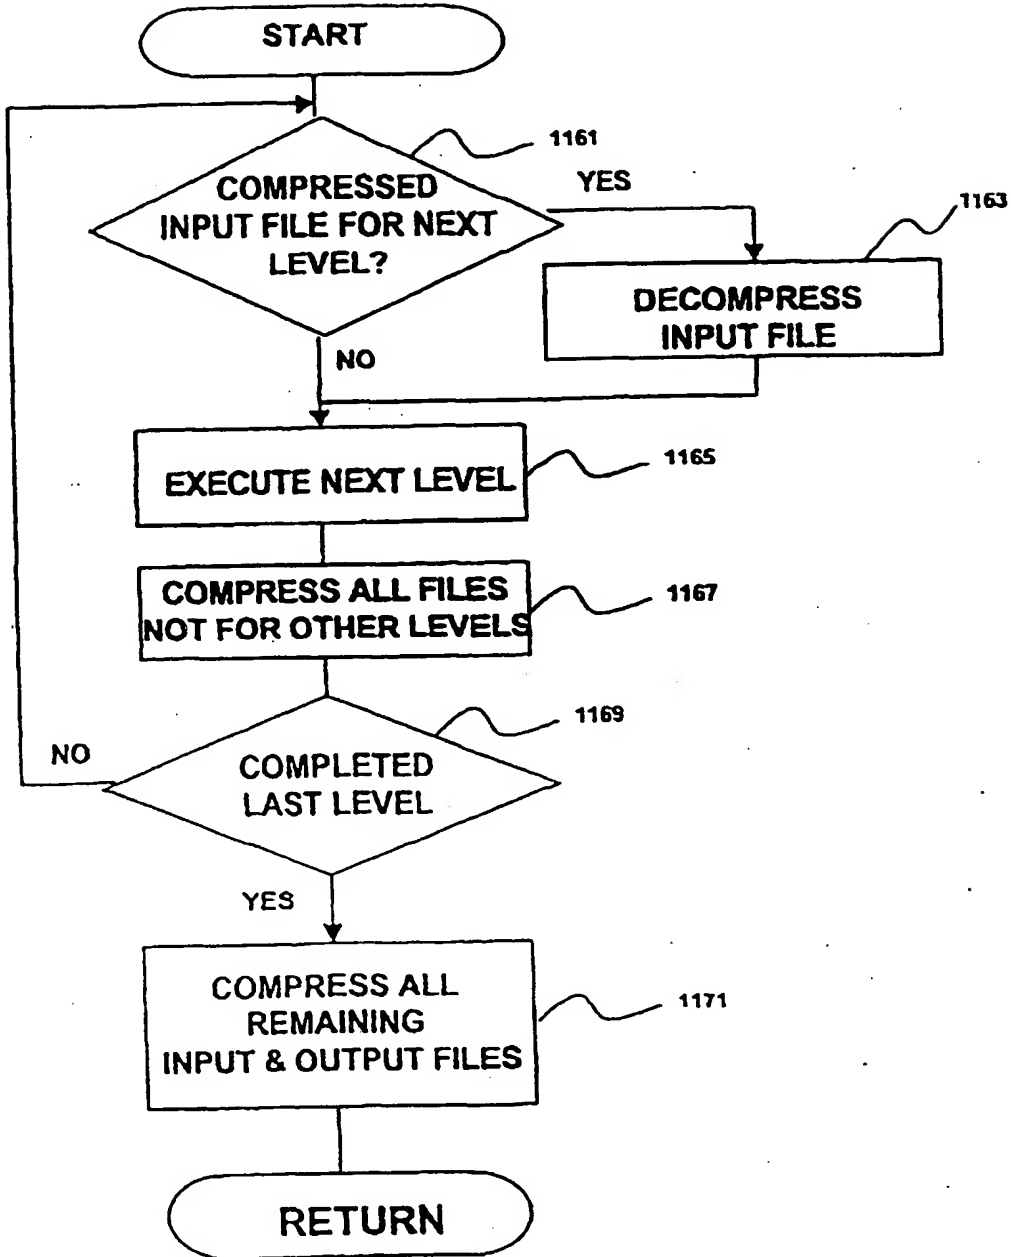 START
1161
COMPRESSED
INPUT FILE FOR NEXT
LEVEL?
YES
1163
DECOMPRESS
INPUT FILE
NO
EXECUTE NEXT LEVEL
1165
COMPRESS ALL FILES
NOT FOR OTHER LEVELS
1167
1169
NO
COMPLETED
LAST LEVEL
YES
COMPRESS ALL
REMAINING
INPUT & OUTPUT FILES
1171
RETURN